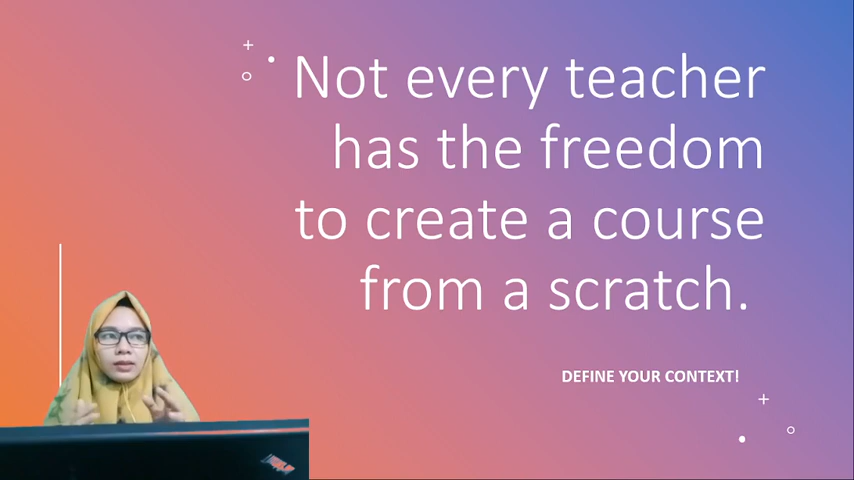 Not every teacher
has the freedom
to create a course
from a scratch.
DEFINE YOUR CONTEXT!